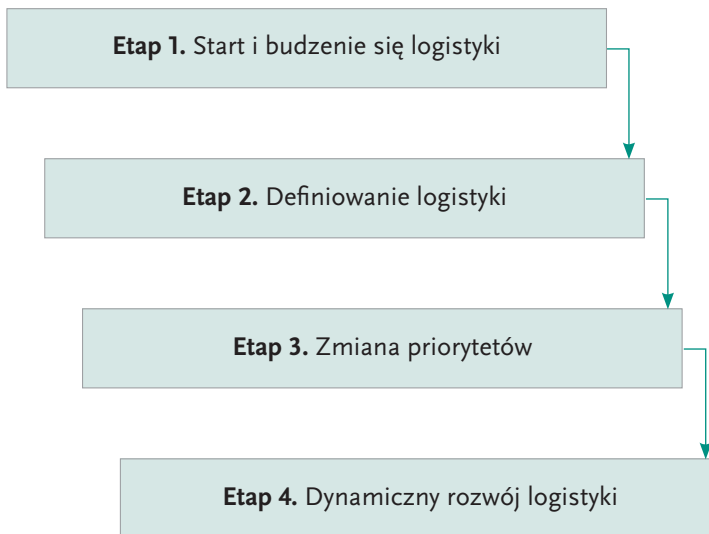 Etap 1. Start i budzenie się logistyki
Etap 2. Definiowanie logistyki
Etap 3. Zmiana priorytetów
Etap 4. Dynamiczny rozwój logistyki